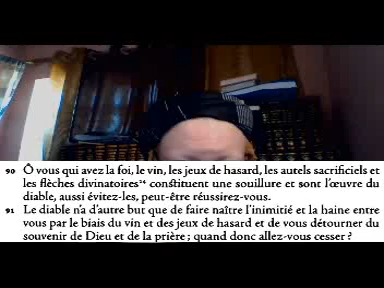 90 Ô vous qui avez la foi, le vin, les jeux de hasard, les autels sacrificiels et
les flèches divinatoires²⁴ constituent une souillure et sont l'œuvre du
diable, aussi évitez-les, peut-être réussirez-vous.
91 Le diable n'a d'autre but que de faire naître l'inimitié et la haine entre
vous par le biais du vin et des jeux de hasard et de vous détourner du
souvenir de Dieu et de la prière ; quand donc allez-vous cesser ?